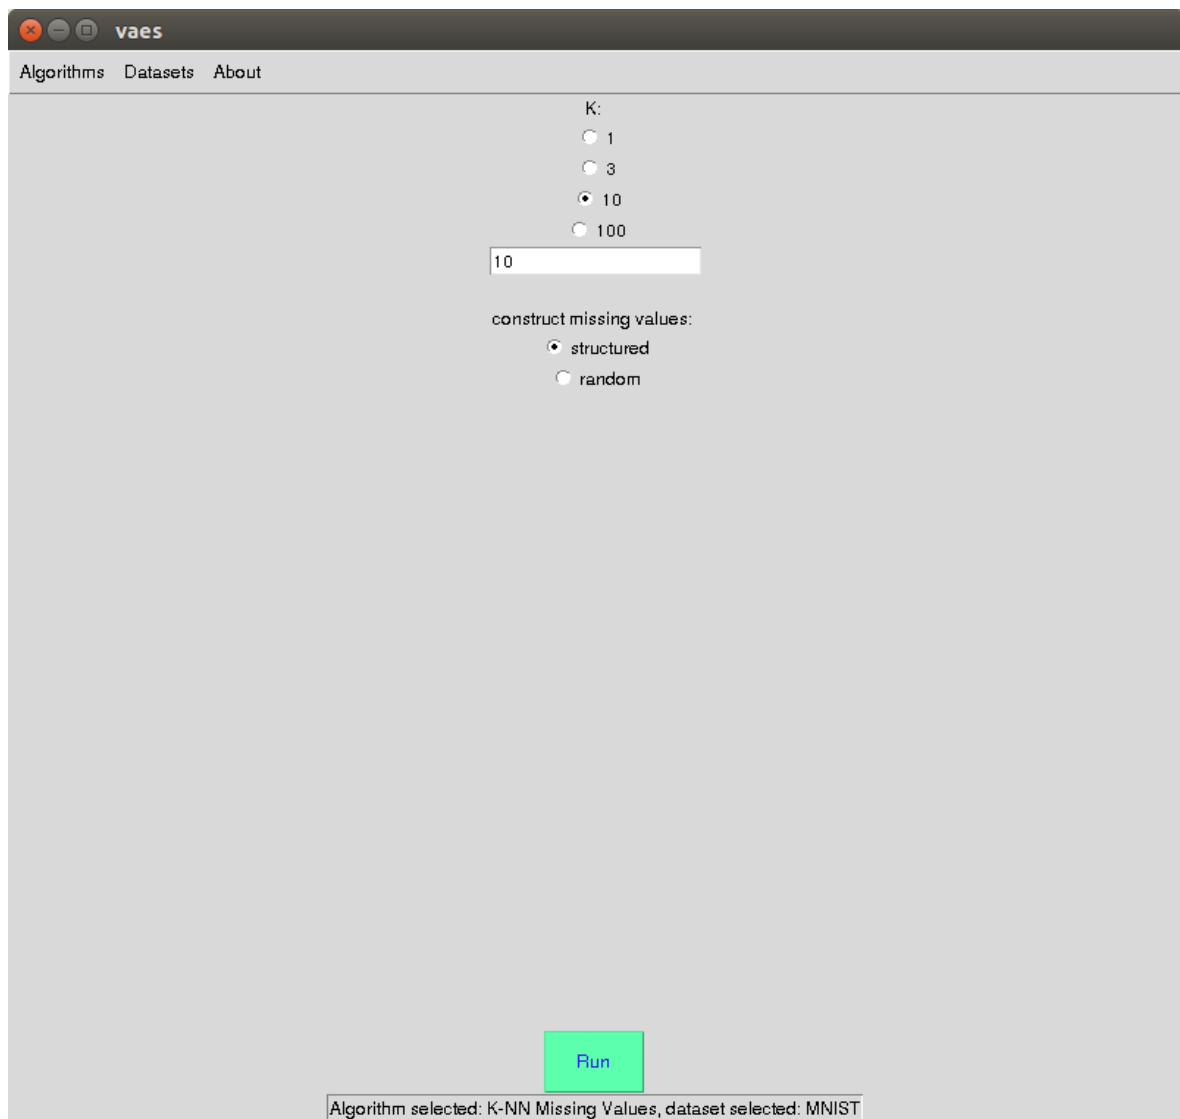 vaes
Algorithms Datasets About
K:
1
3
10
100
10
construct missing values:
structured
random
Run
Algorithm selected: K-NN Missing Values, dataset selected: MNIST